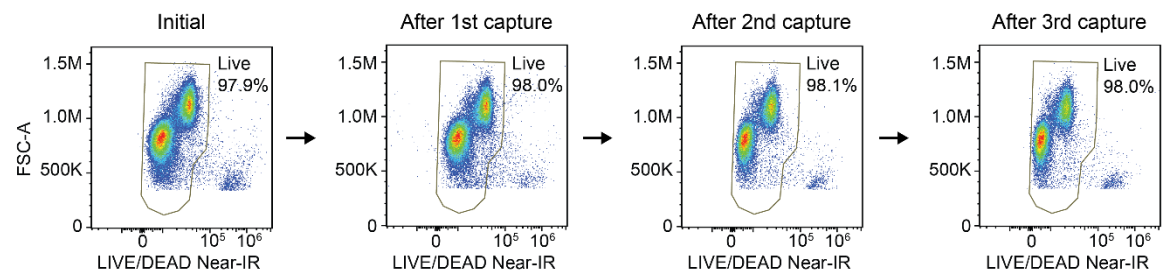 Initial
After 1st capture
After 2nd capture
After 3rd capture
FSC-A
1.5M
1.0M
500K
0
Live
97.9%
0
10⁵
10⁶
LIVE/DEAD Near-IR
1.5M
1.0M
500K
0
Live
98.0%
0
10⁵
10⁶
LIVE/DEAD Near-IR
1.5M
1.0M
500K
0
Live
98.1%
0
10⁵
10⁶
LIVE/DEAD Near-IR
1.5M
1.0M
500K
0
Live
98.0%
0
10⁵
10⁶
LIVE/DEAD Near-IR